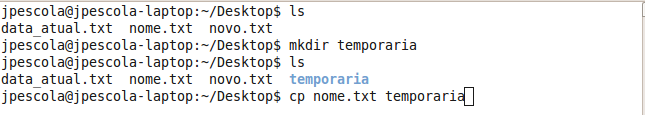 jpescola@jpescola-laptop:~/Desktop$ ls
data_atual.txt  nome.txt  novo.txt
jpescola@jpescola-laptop:~/Desktop$ mkdir temporaria
jpescola@jpescola-laptop:~/Desktop$ ls
data_atual.txt  nome.txt  novo.txt  temporaria
jpescola@jpescola-laptop:~/Desktop$ cp nome.txt temporaria